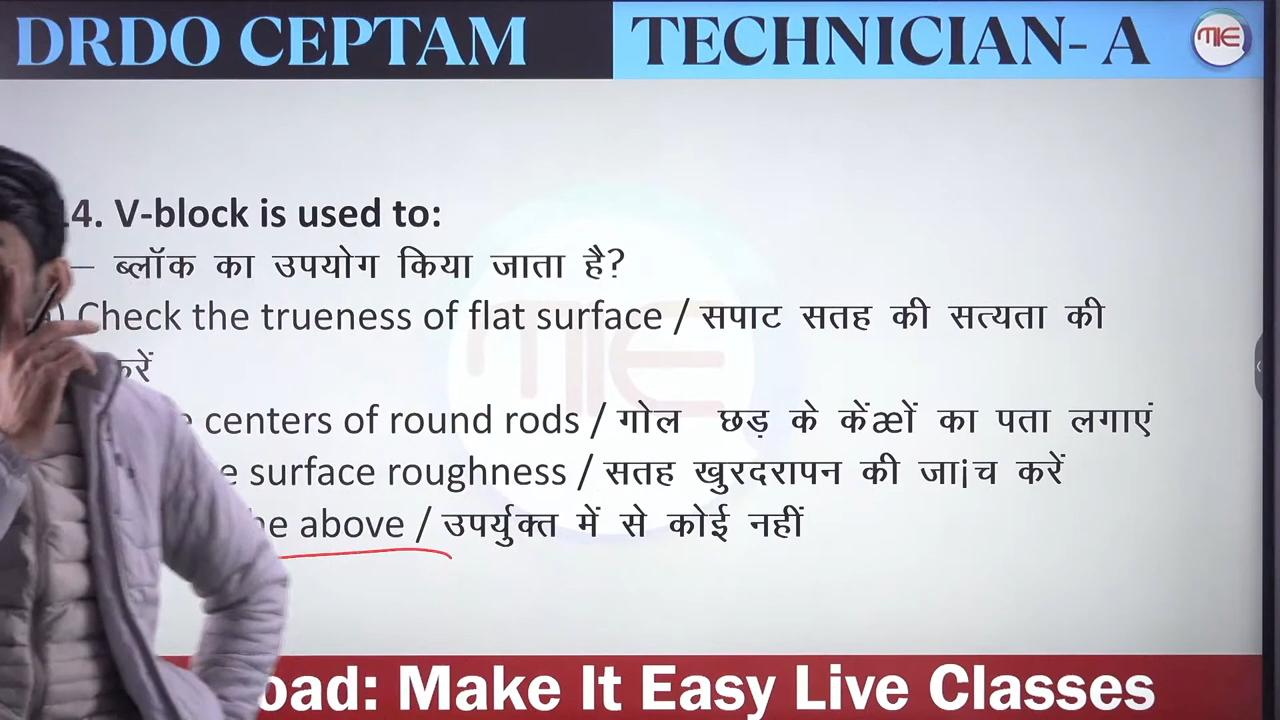 DRDO CEPTAM TECHNICIAN- A
MIE
14. V-block is used to:
– ब्लॉक का उपयोग किया जाता है?
) Check the trueness of flat surface / सपाट सतह की सत्यता की
करें
centers of round rods / गोल छड़ के केंæों का पता लगाएं
surface roughness / सतह खुरदरापन की जा¡च करें
above / उपर्युक्त में से कोई नहीं
Make It Easy Live Classes